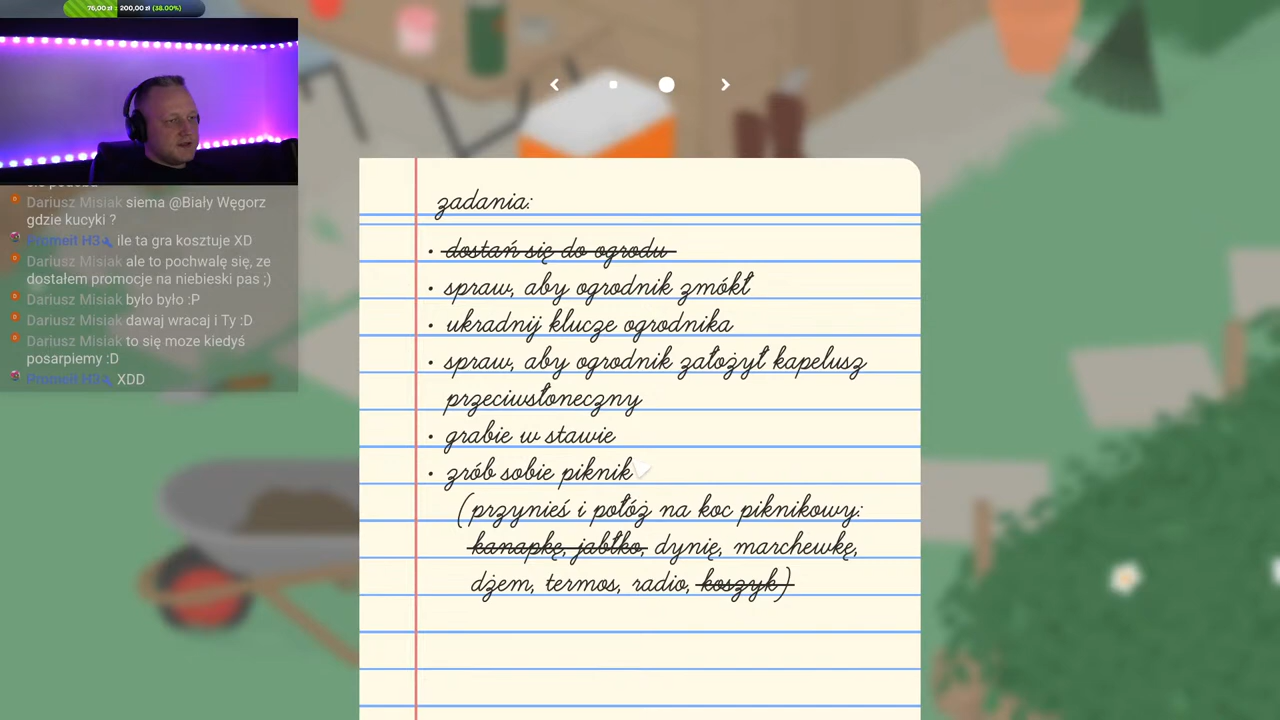 76,00 zł : 200,00 zł (38.00%)
Dariusz Misiak siema @Biały Węgorz
gdzie kucyki ?
Promeit H3 ile ta gra kosztuje XD
Dariusz Misiak ale to pochwalę się, ze
dostałem promocje na niebieski pas ;)
Dariusz Misiak było było :P
Dariusz Misiak dawaj wracaj i Ty :D
Dariusz Misiak to się moze kiedyś
posarpiemy :D
Promeit H3 XDD
zadania:
• dostań się do ogrodu
• spraw, aby ogrodnik zmókł
• ukradnij klucze ogrodnika
• spraw, aby ogrodnik założył kapelusz
przeciwsłoneczny
• grabie w stawie
• zrób sobie piknik
(przynieś i połóż na koc piknikowy:
kanapkę, jabłko, dynię, marchewkę,
dżem, termos, radio, koszyk)